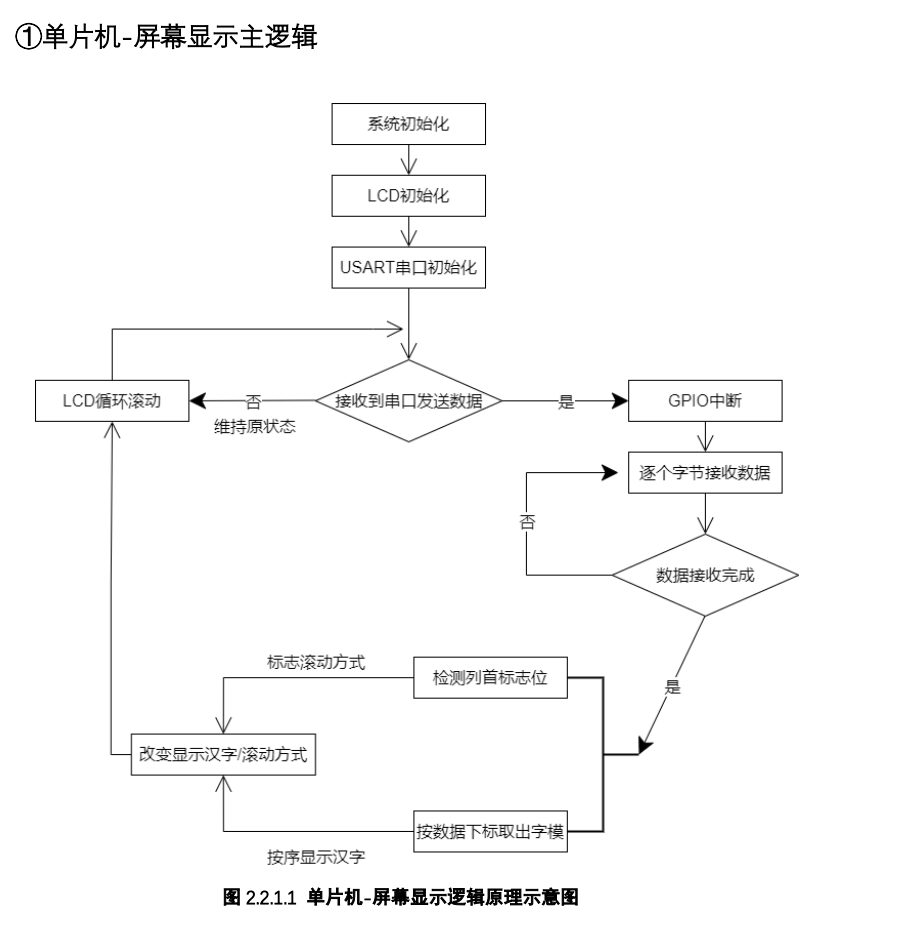 ①单片机-屏幕显示主逻辑
系统初始化
LCD初始化
USART串口初始化
LCD循环滚动
否
维持原状态
接收到串口发送数据
是
GPIO中断
逐个字节接收数据
否
数据接收完成
是
标志滚动方式
检测列首标志位
改变显示汉字/滚动方式
按数据下标取出字模
按序显示汉字
图 2.2.1.1 单片机-屏幕显示逻辑原理示意图